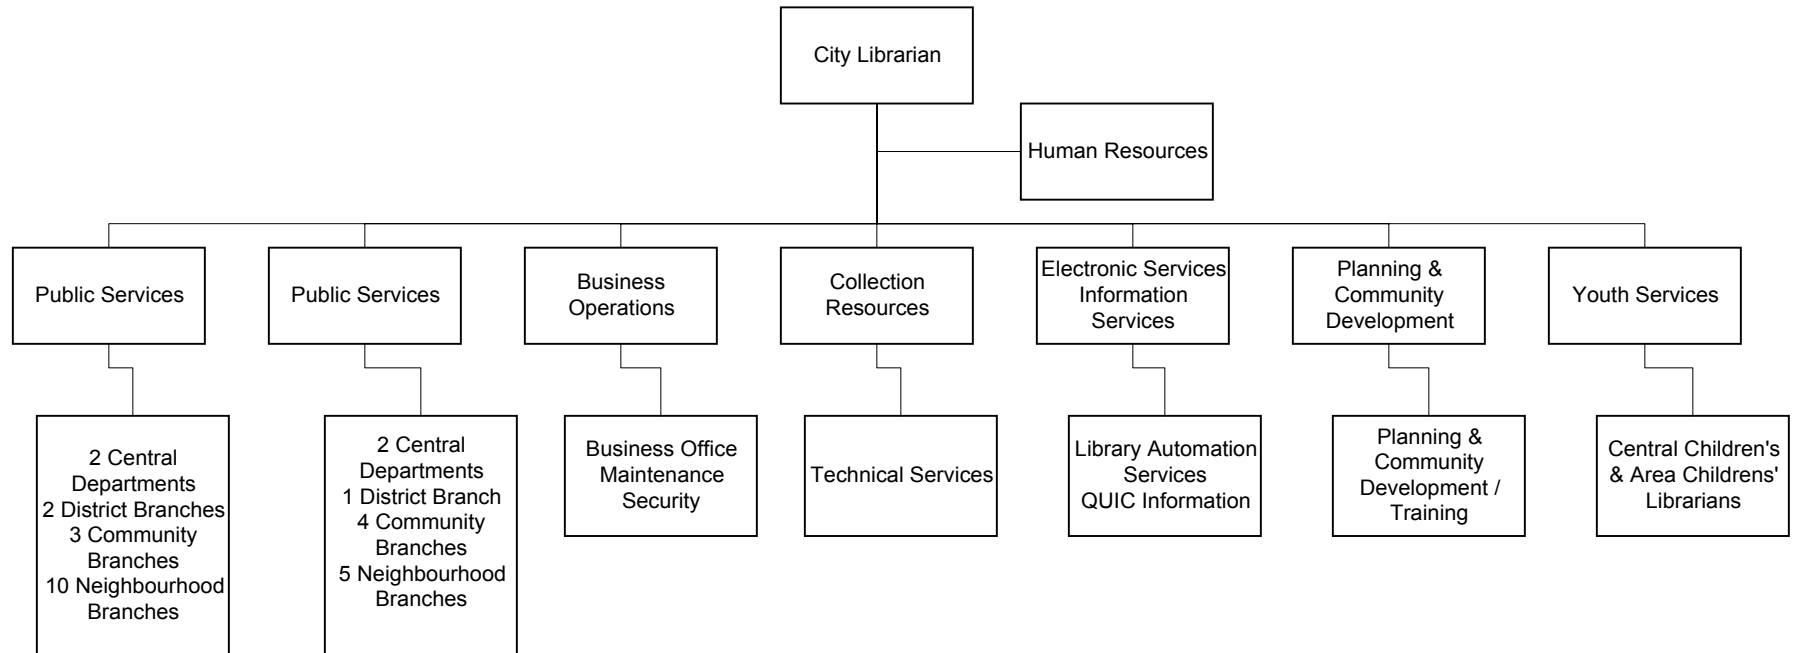 City Librarian
Human Resources
Public Services
Public Services
Business
Operations
Collection
Resources
Electronic Services
Information
Services
Planning &
Community
Development
Youth Services
2 Central
Departments
2 District Branches
3 Community
Branches
10 Neighbourhood
Branches
2 Central
Departments
1 District Branch
4 Community
Branches
5 Neighbourhood
Branches
Business Office
Maintenance
Security
Technical Services
Library Automation
Services
QUIC Information
Planning &
Community
Development /
Training
Central Children's
& Area Childrens'
Librarians